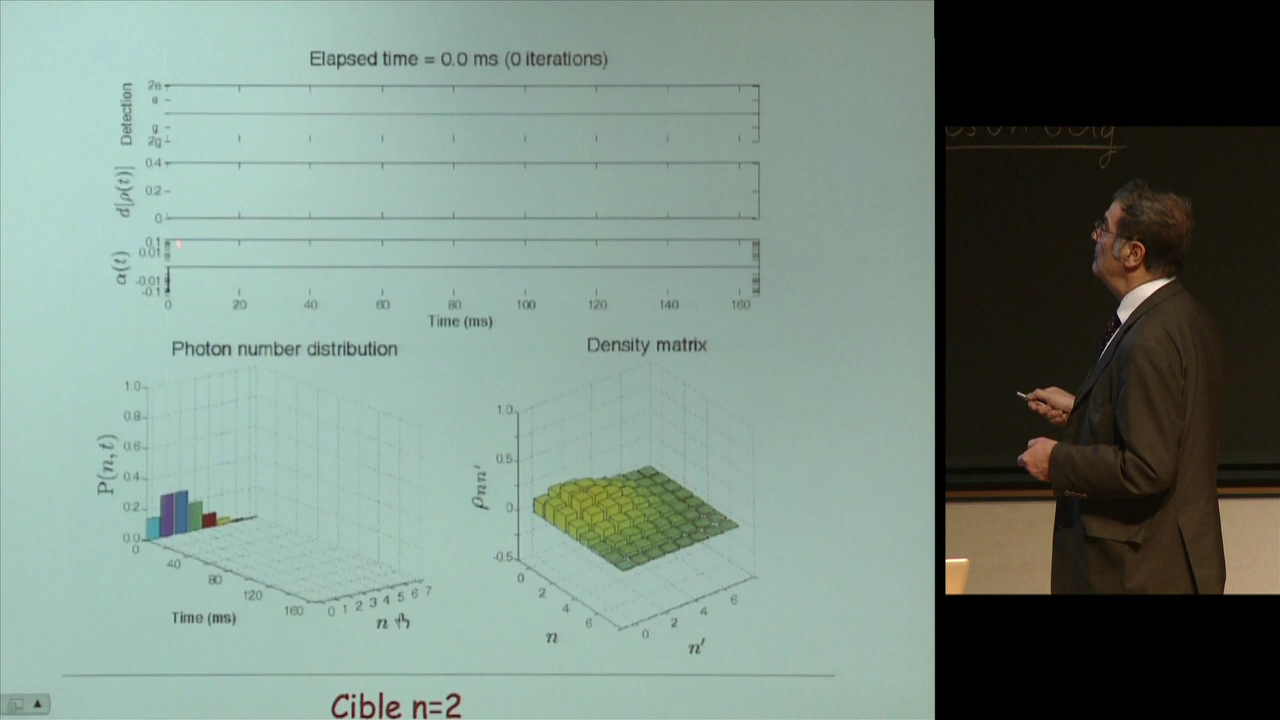 Elapsed time = 0.0 ms (0 iterations)
Detection
2e
e
g
2g
d[ρ(t)]
0.4
0.2
0
α(t)
0.1
0.01
-0.01
-0.1
0 20 40 60 80 100 120 140 160
Time (ms)
Photon number distribution
P(n, t)
1.0
0.8
0.6
0.4
0.2
0.0
0 40 80 120 160
Time (ms)
0 1 2 3 4 5 6 7
n
Density matrix
ρnn'
1.0
0.5
0
-0.5
0 2 4 6
n
0 2 4 6
n'
Cible n=2